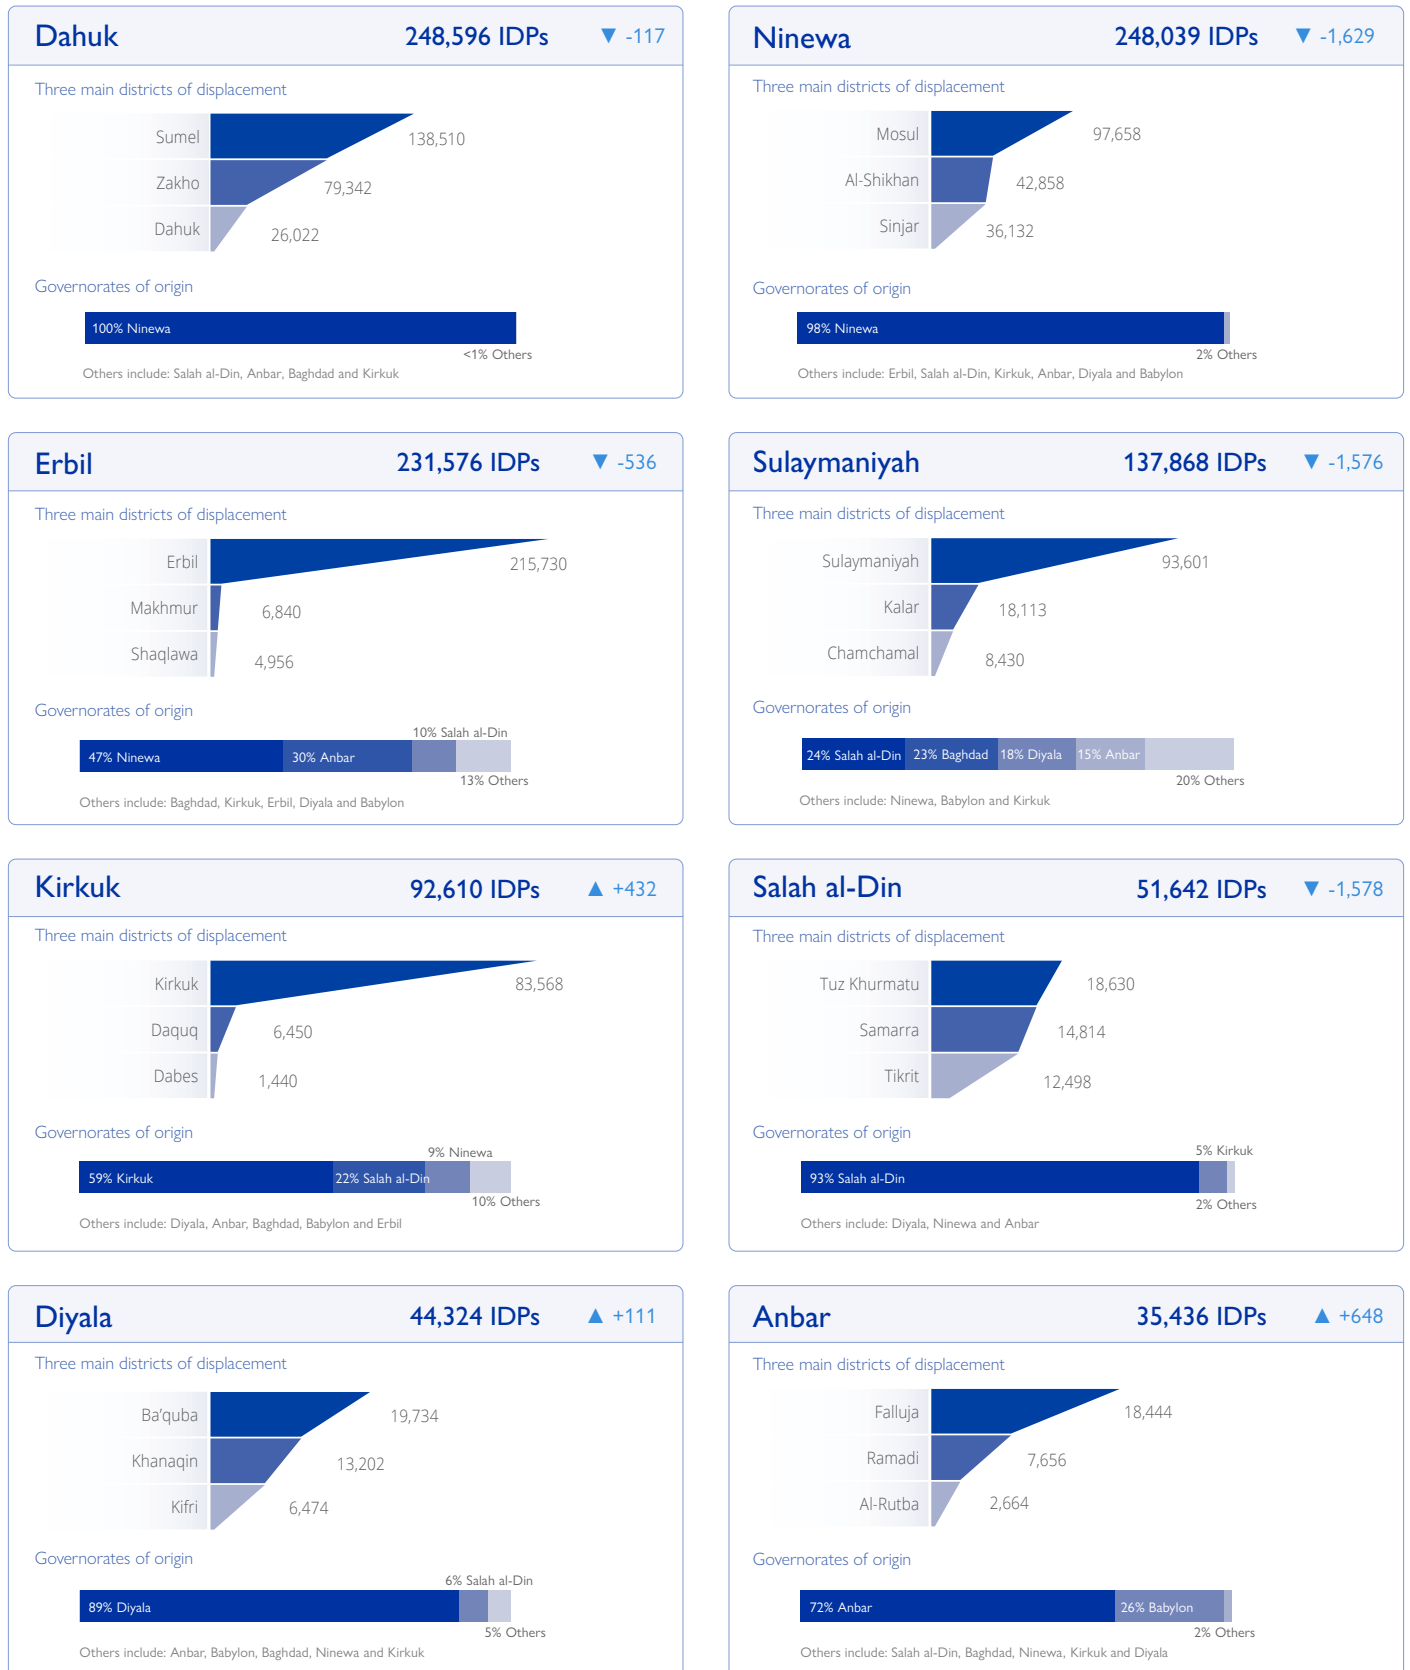 Dahuk 248,596 IDPs ▼ -117
Three main districts of displacement
Sumel 138,510
Zakho 79,342
Dahuk 26,022
Governorates of origin
100% Ninewa
<1% Others
Others include: Salah al-Din, Anbar, Baghdad and Kirkuk
Ninewa 248,039 IDPs ▼ -1,629
Three main districts of displacement
Mosul 97,658
Al-Shikhan 42,858
Sinjar 36,132
Governorates of origin
98% Ninewa
2% Others
Others include: Erbil, Salah al-Din, Kirkuk, Anbar, Diyala and Babylon
Erbil 231,576 IDPs ▼ -536
Three main districts of displacement
Erbil 215,730
Makhmur 6,840
Shaqlawa 4,956
Governorates of origin
10% Salah al-Din
47% Ninewa 30% Anbar
13% Others
Others include: Baghdad, Kirkuk, Erbil, Diyala and Babylon
Sulaymaniyah 137,868 IDPs ▼ -1,576
Three main districts of displacement
Sulaymaniyah 93,601
Kalar 18,113
Chamchamal 8,430
Governorates of origin
24% Salah al-Din 23% Baghdad 18% Diyala 15% Anbar
20% Others
Others include: Ninewa, Babylon and Kirkuk
Kirkuk 92,610 IDPs ▲ +432
Three main districts of displacement
Kirkuk 83,568
Daquq 6,450
Dabes 1,440
Governorates of origin
9% Ninewa
59% Kirkuk 22% Salah al-Din
10% Others
Others include: Diyala, Anbar, Baghdad, Babylon and Erbil
Salah al-Din 51,642 IDPs ▼ -1,578
Three main districts of displacement
Tuz Khurmatu 18,630
Samarra 14,814
Tikrit 12,498
Governorates of origin
5% Kirkuk
93% Salah al-Din
2% Others
Others include: Diyala, Ninewa and Anbar
Diyala 44,324 IDPs ▲ +111
Three main districts of displacement
Ba’quba 19,734
Khanaqin 13,202
Kifri 6,474
Governorates of origin
6% Salah al-Din
89% Diyala
5% Others
Others include: Anbar, Babylon, Baghdad, Ninewa and Kirkuk
Anbar 35,436 IDPs ▲ +648
Three main districts of displacement
Falluja 18,444
Ramadi 7,656
Al-Rutba 2,664
Governorates of origin
72% Anbar 26% Babylon
2% Others
Others include: Salah al-Din, Baghdad, Ninewa, Kirkuk and Diyala